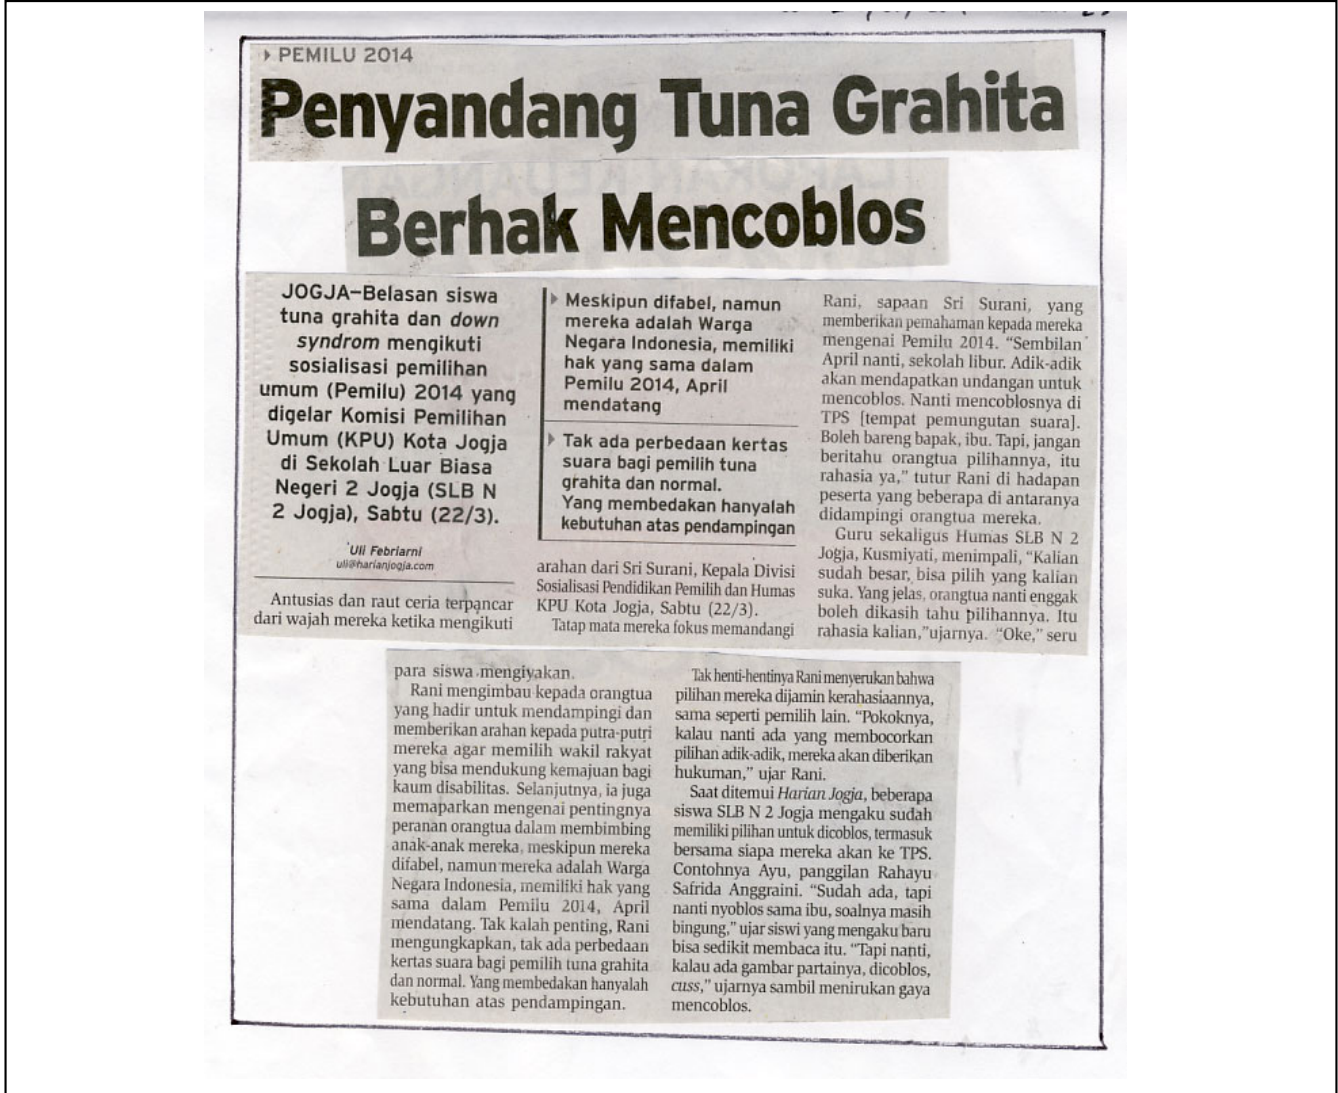 PEMILU 2014
Penyandang Tuna Grahita
Berhak Mencoblos
JOGJA–Belasan siswa
tuna grahita dan down
syndrom mengikuti
sosialisasi pemilihan
umum (Pemilu) 2014 yang
digelar Komisi Pemilihan
Umum (KPU) Kota Jogja
di Sekolah Luar Biasa
Negeri 2 Jogja (SLB N
2 Jogja), Sabtu (22/3).
Uli Febriarni
uli@harianjogja.com
Antusias dan raut ceria terpancar
dari wajah mereka ketika mengikuti
Meskipun difabel, namun
mereka adalah Warga
Negara Indonesia, memiliki
hak yang sama dalam
Pemilu 2014, April
mendatang
Tak ada perbedaan kertas
suara bagi pemilih tuna
grahita dan normal.
Yang membedakan hanyalah
kebutuhan atas pendampingan
arahan dari Sri Surani, Kepala Divisi
Sosialisasi Pendidikan Pemilih dan Humas
KPU Kota Jogja, Sabtu (22/3).
Tatap mata mereka fokus memandangi
Rani, sapaan Sri Surani, yang
memberikan pemahaman kepada mereka
mengenai Pemilu 2014. “Sembilan
April nanti, sekolah libur. Adik-adik
akan mendapatkan undangan untuk
mencoblos. Nanti mencoblosnya di
TPS [tempat pemungutan suara].
Boleh bareng bapak, ibu. Tapi, jangan
beritahu orangtua pilihannya, itu
rahasia ya,” tutur Rani di hadapan
peserta yang beberapa di antaranya
didampingi orangtua mereka.
Guru sekaligus Humas SLB N 2
Jogja, Kusmiyati, menimpali, “Kalian
sudah besar, bisa pilih yang kalian
suka. Yang jelas, orangtua nanti enggak
boleh dikasih tahu pilihannya. Itu
rahasia kalian,”ujarnya. “Oke,” seru
para siswa mengiyakan.
Rani mengimbau kepada orangtua
yang hadir untuk mendampingi dan
memberikan arahan kepada putra-putri
mereka agar memilih wakil rakyat
yang bisa mendukung kemajuan bagi
kaum disabilitas. Selanjutnya, ia juga
memaparkan mengenai pentingnya
peranan orangtua dalam membimbing
anak-anak mereka, meskipun mereka
difabel, namun mereka adalah Warga
Negara Indonesia, memiliki hak yang
sama dalam Pemilu 2014, April
mendatang. Tak kalah penting, Rani
mengungkapkan, tak ada perbedaan
kertas suara bagi pemilih tuna grahita
dan normal. Yang membedakan hanyalah
kebutuhan atas pendampingan.
Tak henti-hentinya Rani menyerukan bahwa
pilihan mereka dijamin kerahasiaannya,
sama seperti pemilih lain. “Pokoknya,
kalau nanti ada yang membocorkan
pilihan adik-adik, mereka akan diberikan
hukuman,” ujar Rani.
Saat ditemui Harian Jogja, beberapa
siswa SLB N 2 Jogja mengaku sudah
memiliki pilihan untuk dicoblos, termasuk
bersama siapa mereka akan ke TPS.
Contohnya Ayu, panggilan Rahayu
Safrida Anggraini. “Sudah ada, tapi
nanti nyoblos sama ibu, soalnya masih
bingung,” ujar siswi yang mengaku baru
bisa sedikit membaca itu. “Tapi nanti,
kalau ada gambar partainya, dicoblos,
cuss,” ujarnya sambil menirukan gaya
mencoblos.